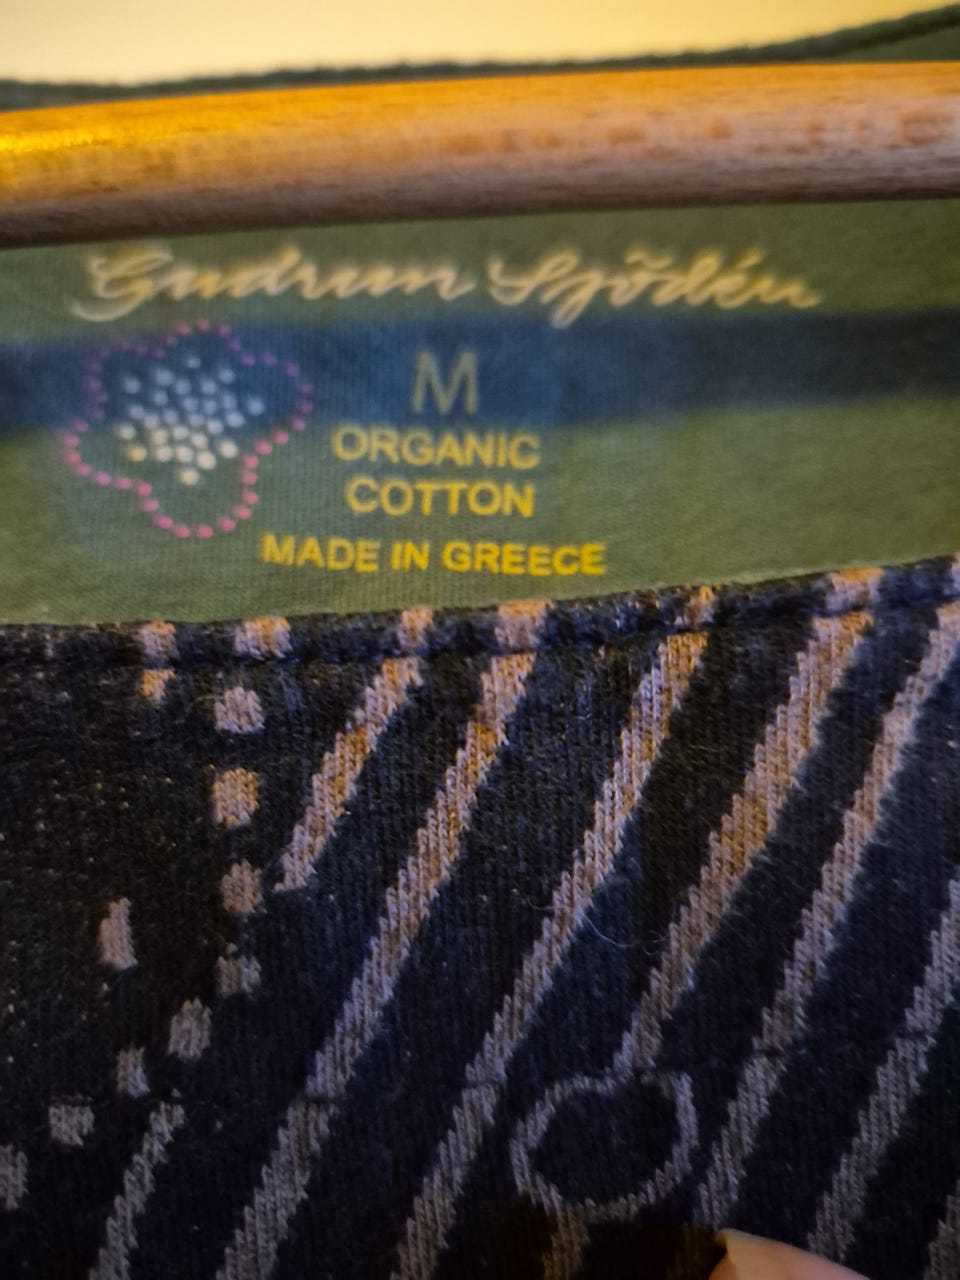 Gudrun Sjödén
M
ORGANIC
COTTON
MADE IN GREECE